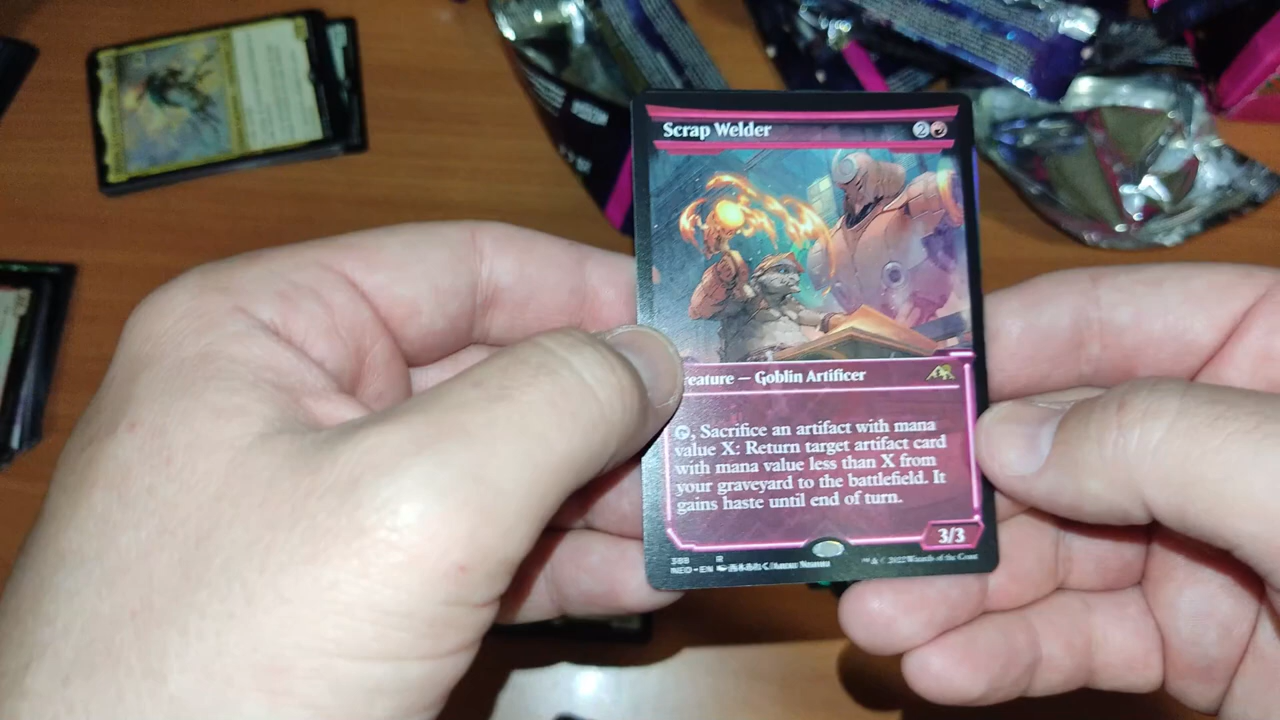 Scrap Welder
2
reature — Goblin Artificer
, Sacrifice an artifact with mana
value X: Return target artifact card
with mana value less than X from
your graveyard to the battlefield. It
gains haste until end of turn.
3/3
388 R
NEO • EN
™ & © 2022 Wizards of the Coast